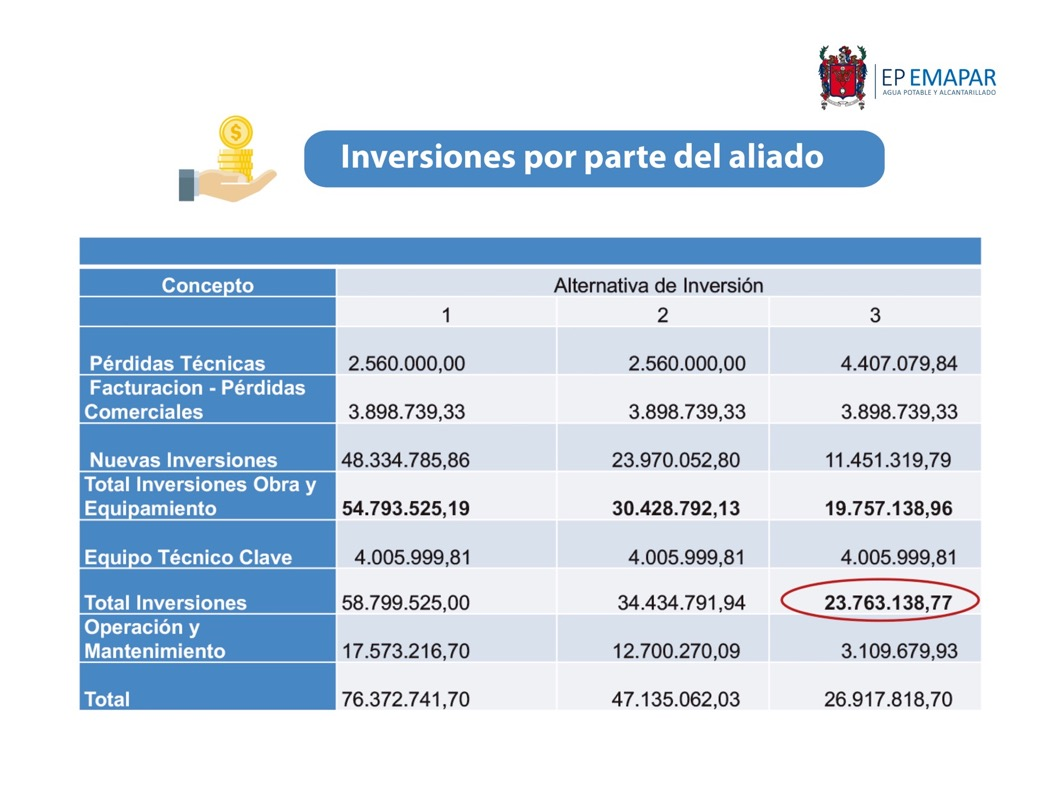 EP EMAPAR
AGUA POTABLE Y ALCANTARILLADO
$
Inversiones por parte del aliado
Concepto Alternativa de Inversión
1 2 3
Pérdidas Técnicas 2.560.000,00 2.560.000,00 4.407.079,84
Facturacion - Pérdidas
Comerciales 3.898.739,33 3.898.739,33 3.898.739,33
Nuevas Inversiones 48.334.785,86 23.970.052,80 11.451.319,79
Total Inversiones Obra y
Equipamiento 54.793.525,19 30.428.792,13 19.757.138,96
Equipo Técnico Clave 4.005.999,81 4.005.999,81 4.005.999,81
Total Inversiones 58.799.525,00 34.434.791,94 23.763.138,77
Operación y
Mantenimiento 17.573.216,70 12.700.270,09 3.109.679,93
Total 76.372.741,70 47.135.062,03 26.917.818,70